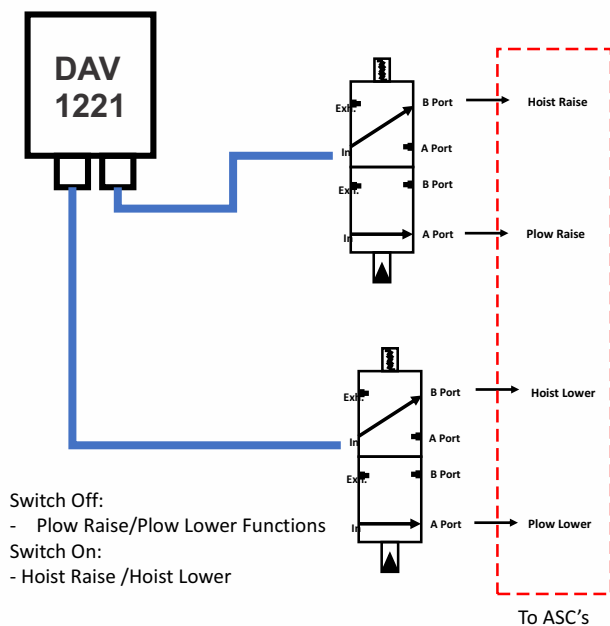 DAV
1221
Exh.
B Port
Hoist Raise
In
A Port
Exh.
B Port
In
A Port
Plow Raise
Exh.
B Port
Hoist Lower
In
A Port
Exh.
B Port
In
A Port
Plow Lower
Switch Off:
- Plow Raise/Plow Lower Functions
Switch On:
- Hoist Raise /Hoist Lower
To ASC's